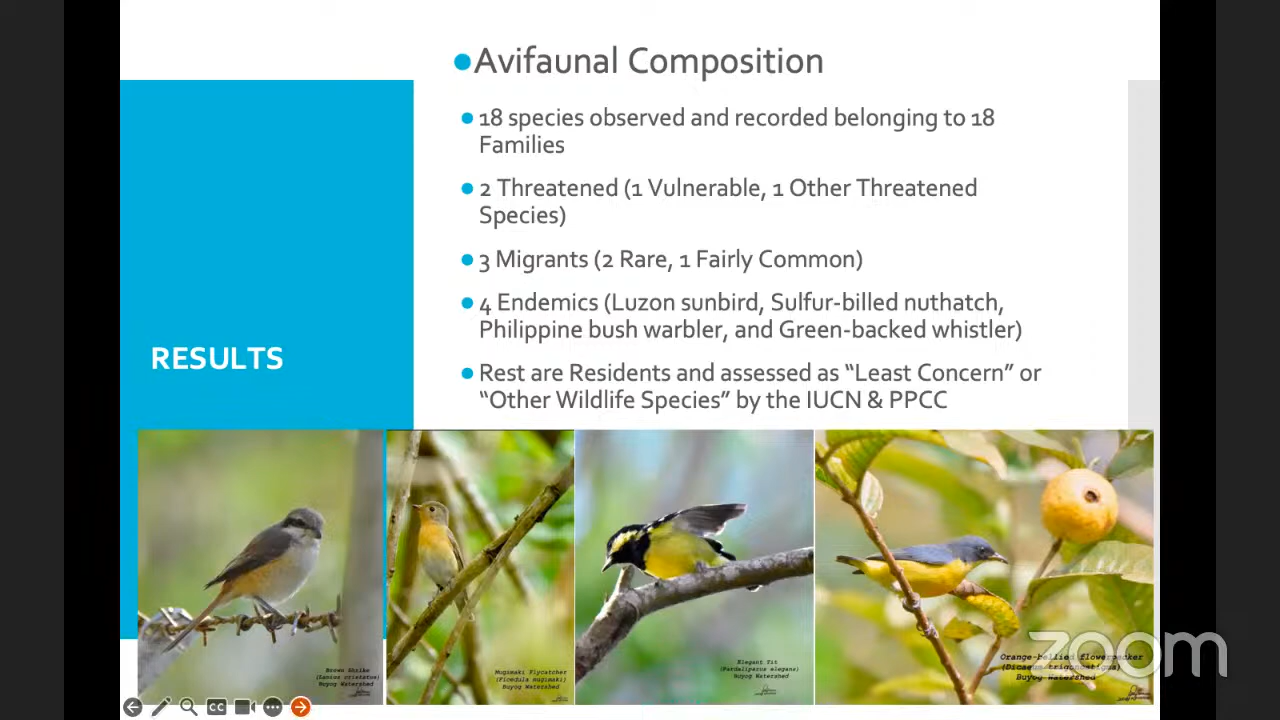 Avifaunal Composition
18 species observed and recorded belonging to 18
Families
2 Threatened (1 Vulnerable, 1 Other Threatened
Species)
3 Migrants (2 Rare, 1 Fairly Common)
4 Endemics (Luzon sunbird, Sulfur-billed nuthatch,
Philippine bush warbler, and Green-backed whistler)
Rest are Residents and assessed as “Least Concern” or
“Other Wildlife Species” by the IUCN & PPCC
RESULTS
Brown Shrike
(Lanius cristatus)
Buyog Watershed
Mugimaki Flycatcher
(Ficedula mugimaki)
Buyog Watershed
Elegant Tit
(Pardaliparus elegans)
Buyog Watershed
Orange-bellied flowerpecker
(Dicaeum trigonostigma)
Buyog Watershed
zoom
CC